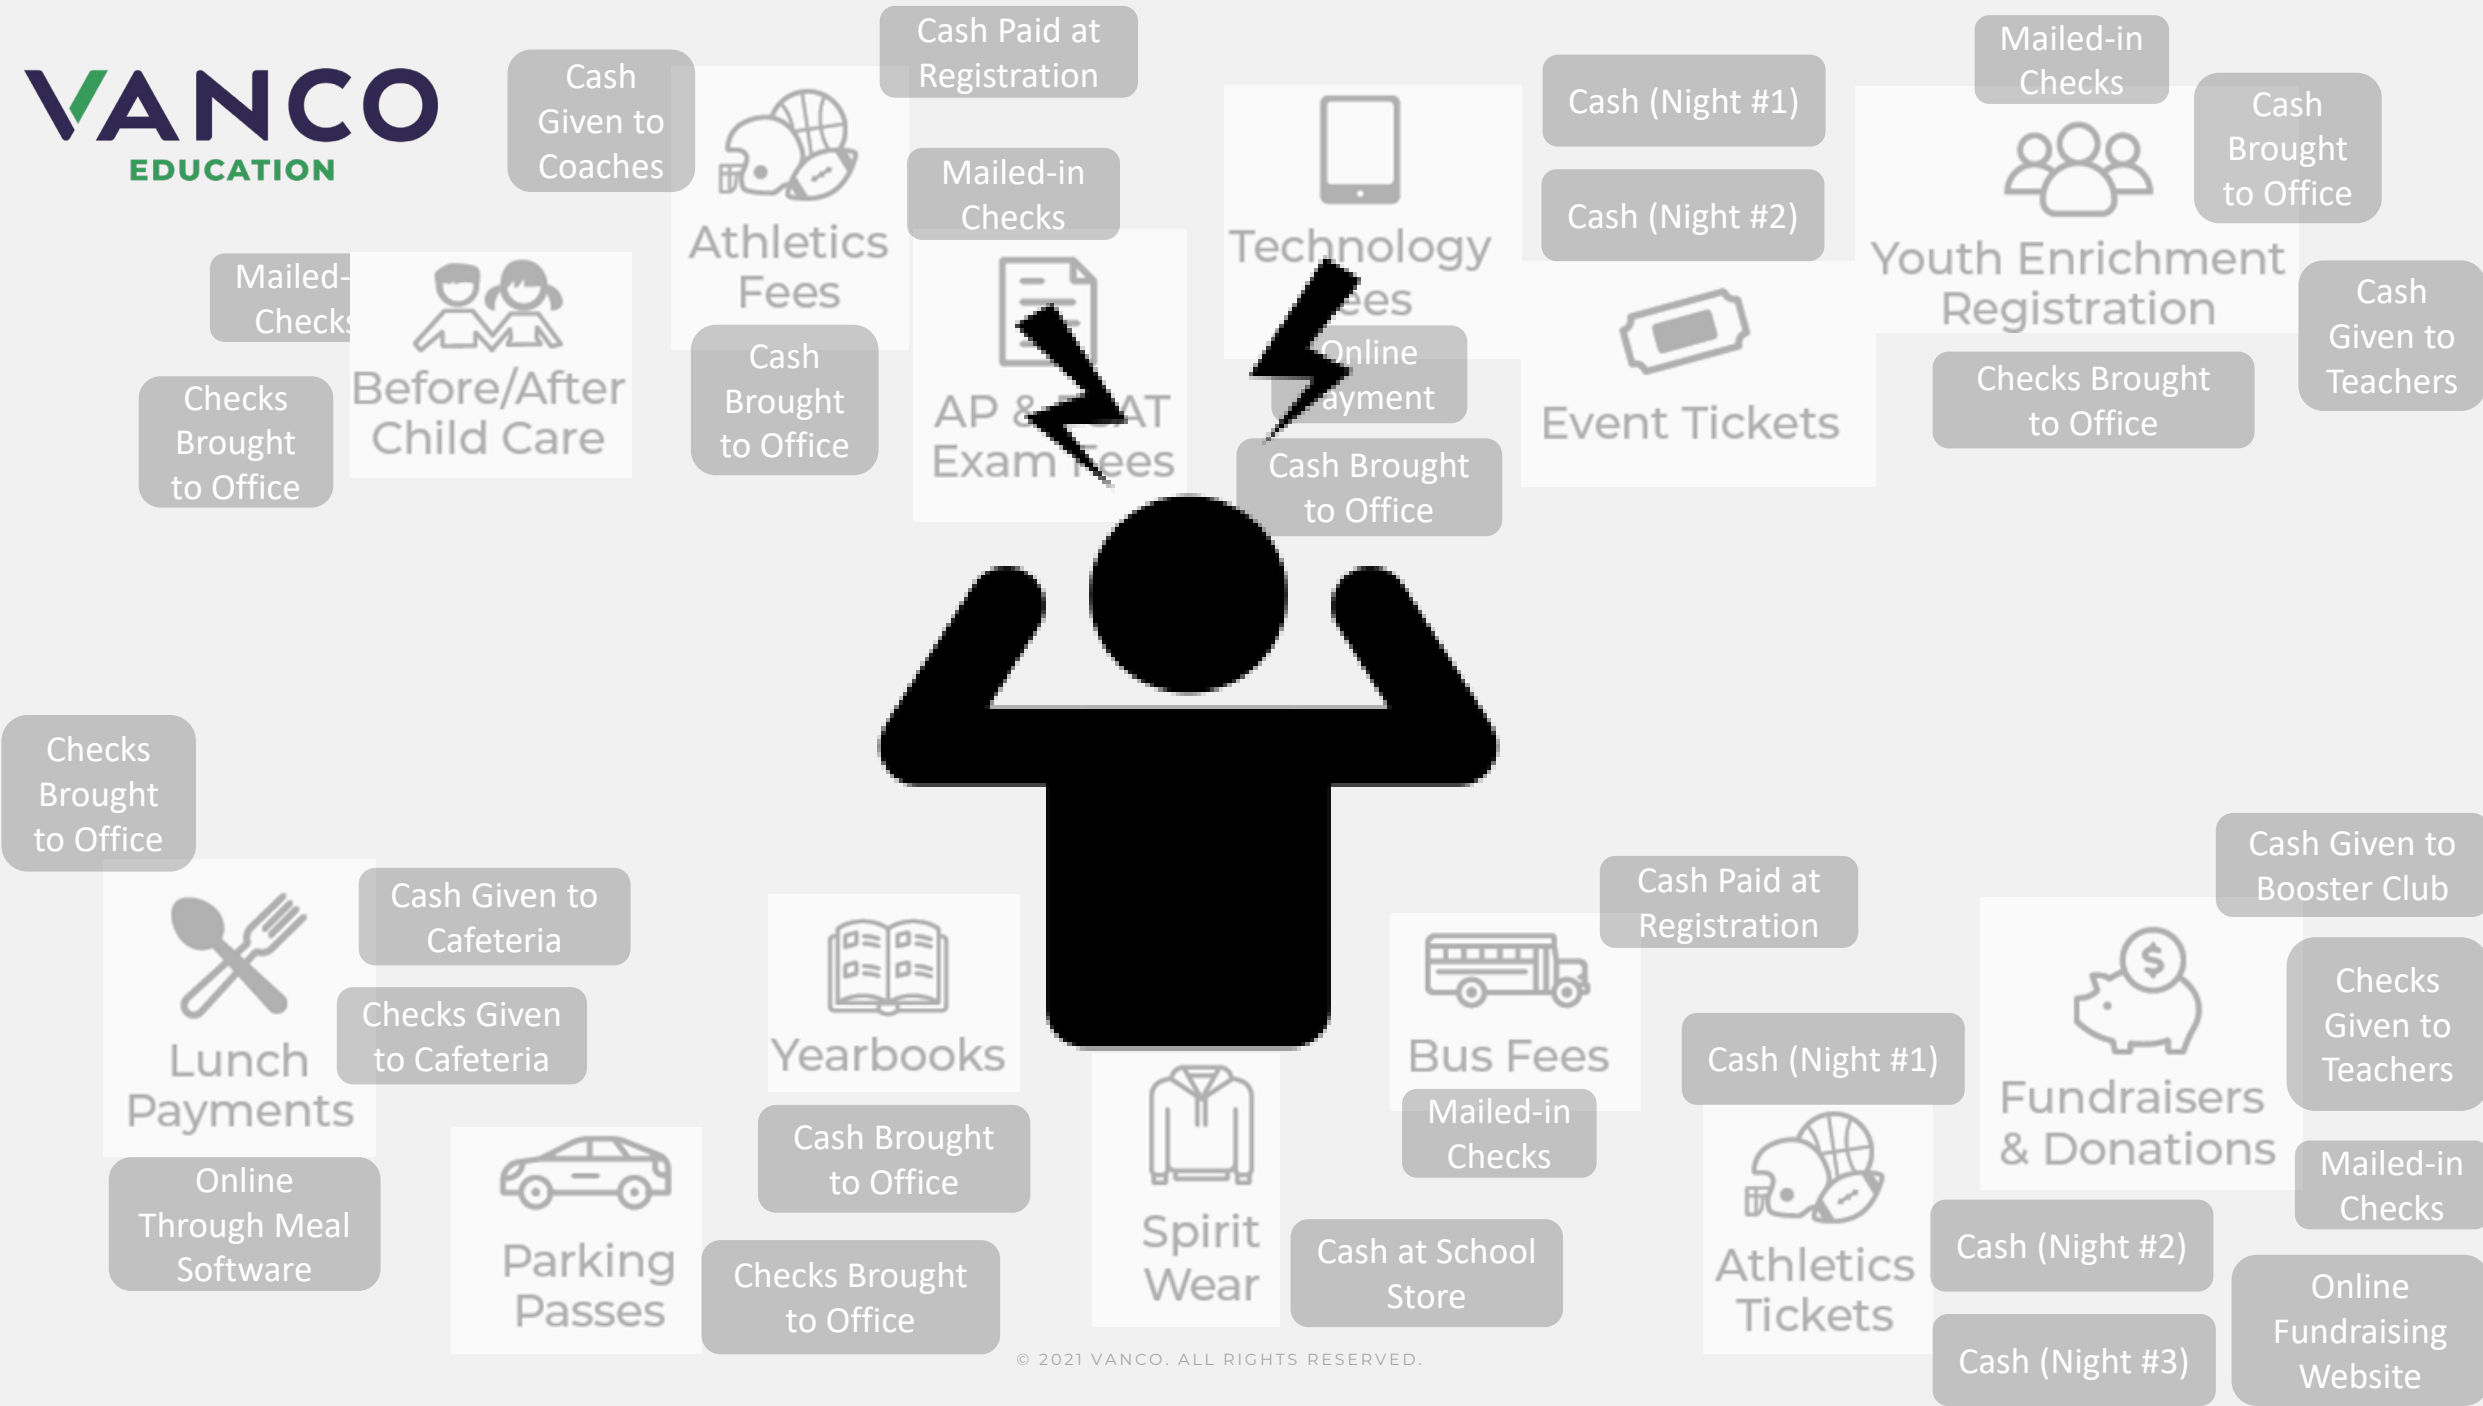 VANCO
EDUCATION
Cash
Given to
Coaches
Athletics
Fees
Cash Paid at
Registration
Mailed-in
Checks
Cash
Brought
to Office
Mailed-
Checks
Checks
Brought
to Office
Before/After
Child Care
AP &
Exam Fees
Technology
Online
Payment
Cash Brought
to Office
Cash (Night #1)
Cash (Night #2)
Event Tickets
Mailed-in
Checks
Cash
Brought
to Office
Youth Enrichment
Registration
Cash
Given to
Teachers
Checks Brought
to Office
Checks
Brought
to Office
Cash Given to
Cafeteria
Checks Given
to Cafeteria
Lunch
Payments
Online
Through Meal
Software
Parking
Passes
Checks Brought
to Office
Yearbooks
Cash Brought
to Office
Spirit
Wear
Cash at School
Store
Cash Paid at
Registration
Bus Fees
Mailed-in
Checks
Cash (Night #1)
Athletics
Tickets
Cash (Night #2)
Cash (Night #3)
Cash Given to
Booster Club
Checks
Given to
Teachers
Fundraisers
& Donations
Mailed-in
Checks
Online
Fundraising
Website
© 2021 VANCO. ALL RIGHTS RESERVED.